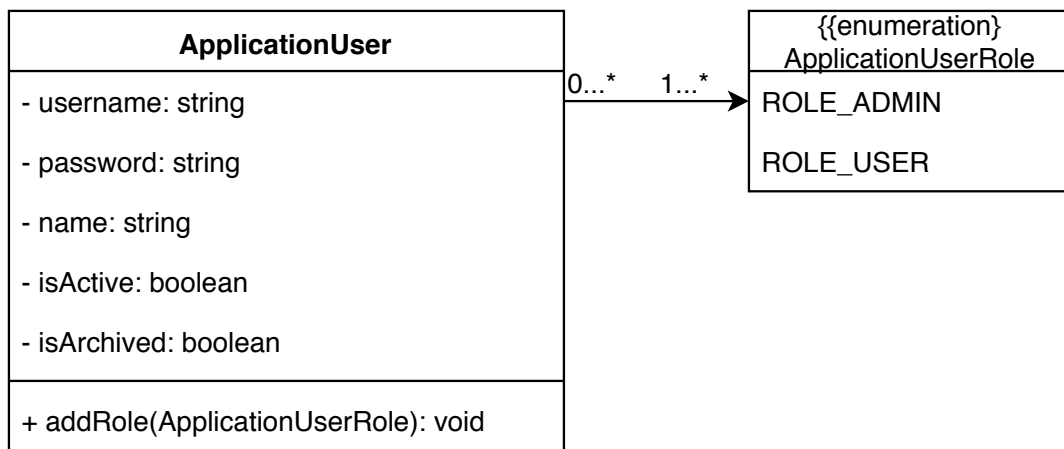 ApplicationUser
- username: string
- password: string
- name: string
- isActive: boolean
- isArchived: boolean
+ addRole(ApplicationUserRole): void
0...*
1...*
{{enumeration}
ApplicationUserRole
ROLE_ADMIN
ROLE_USER